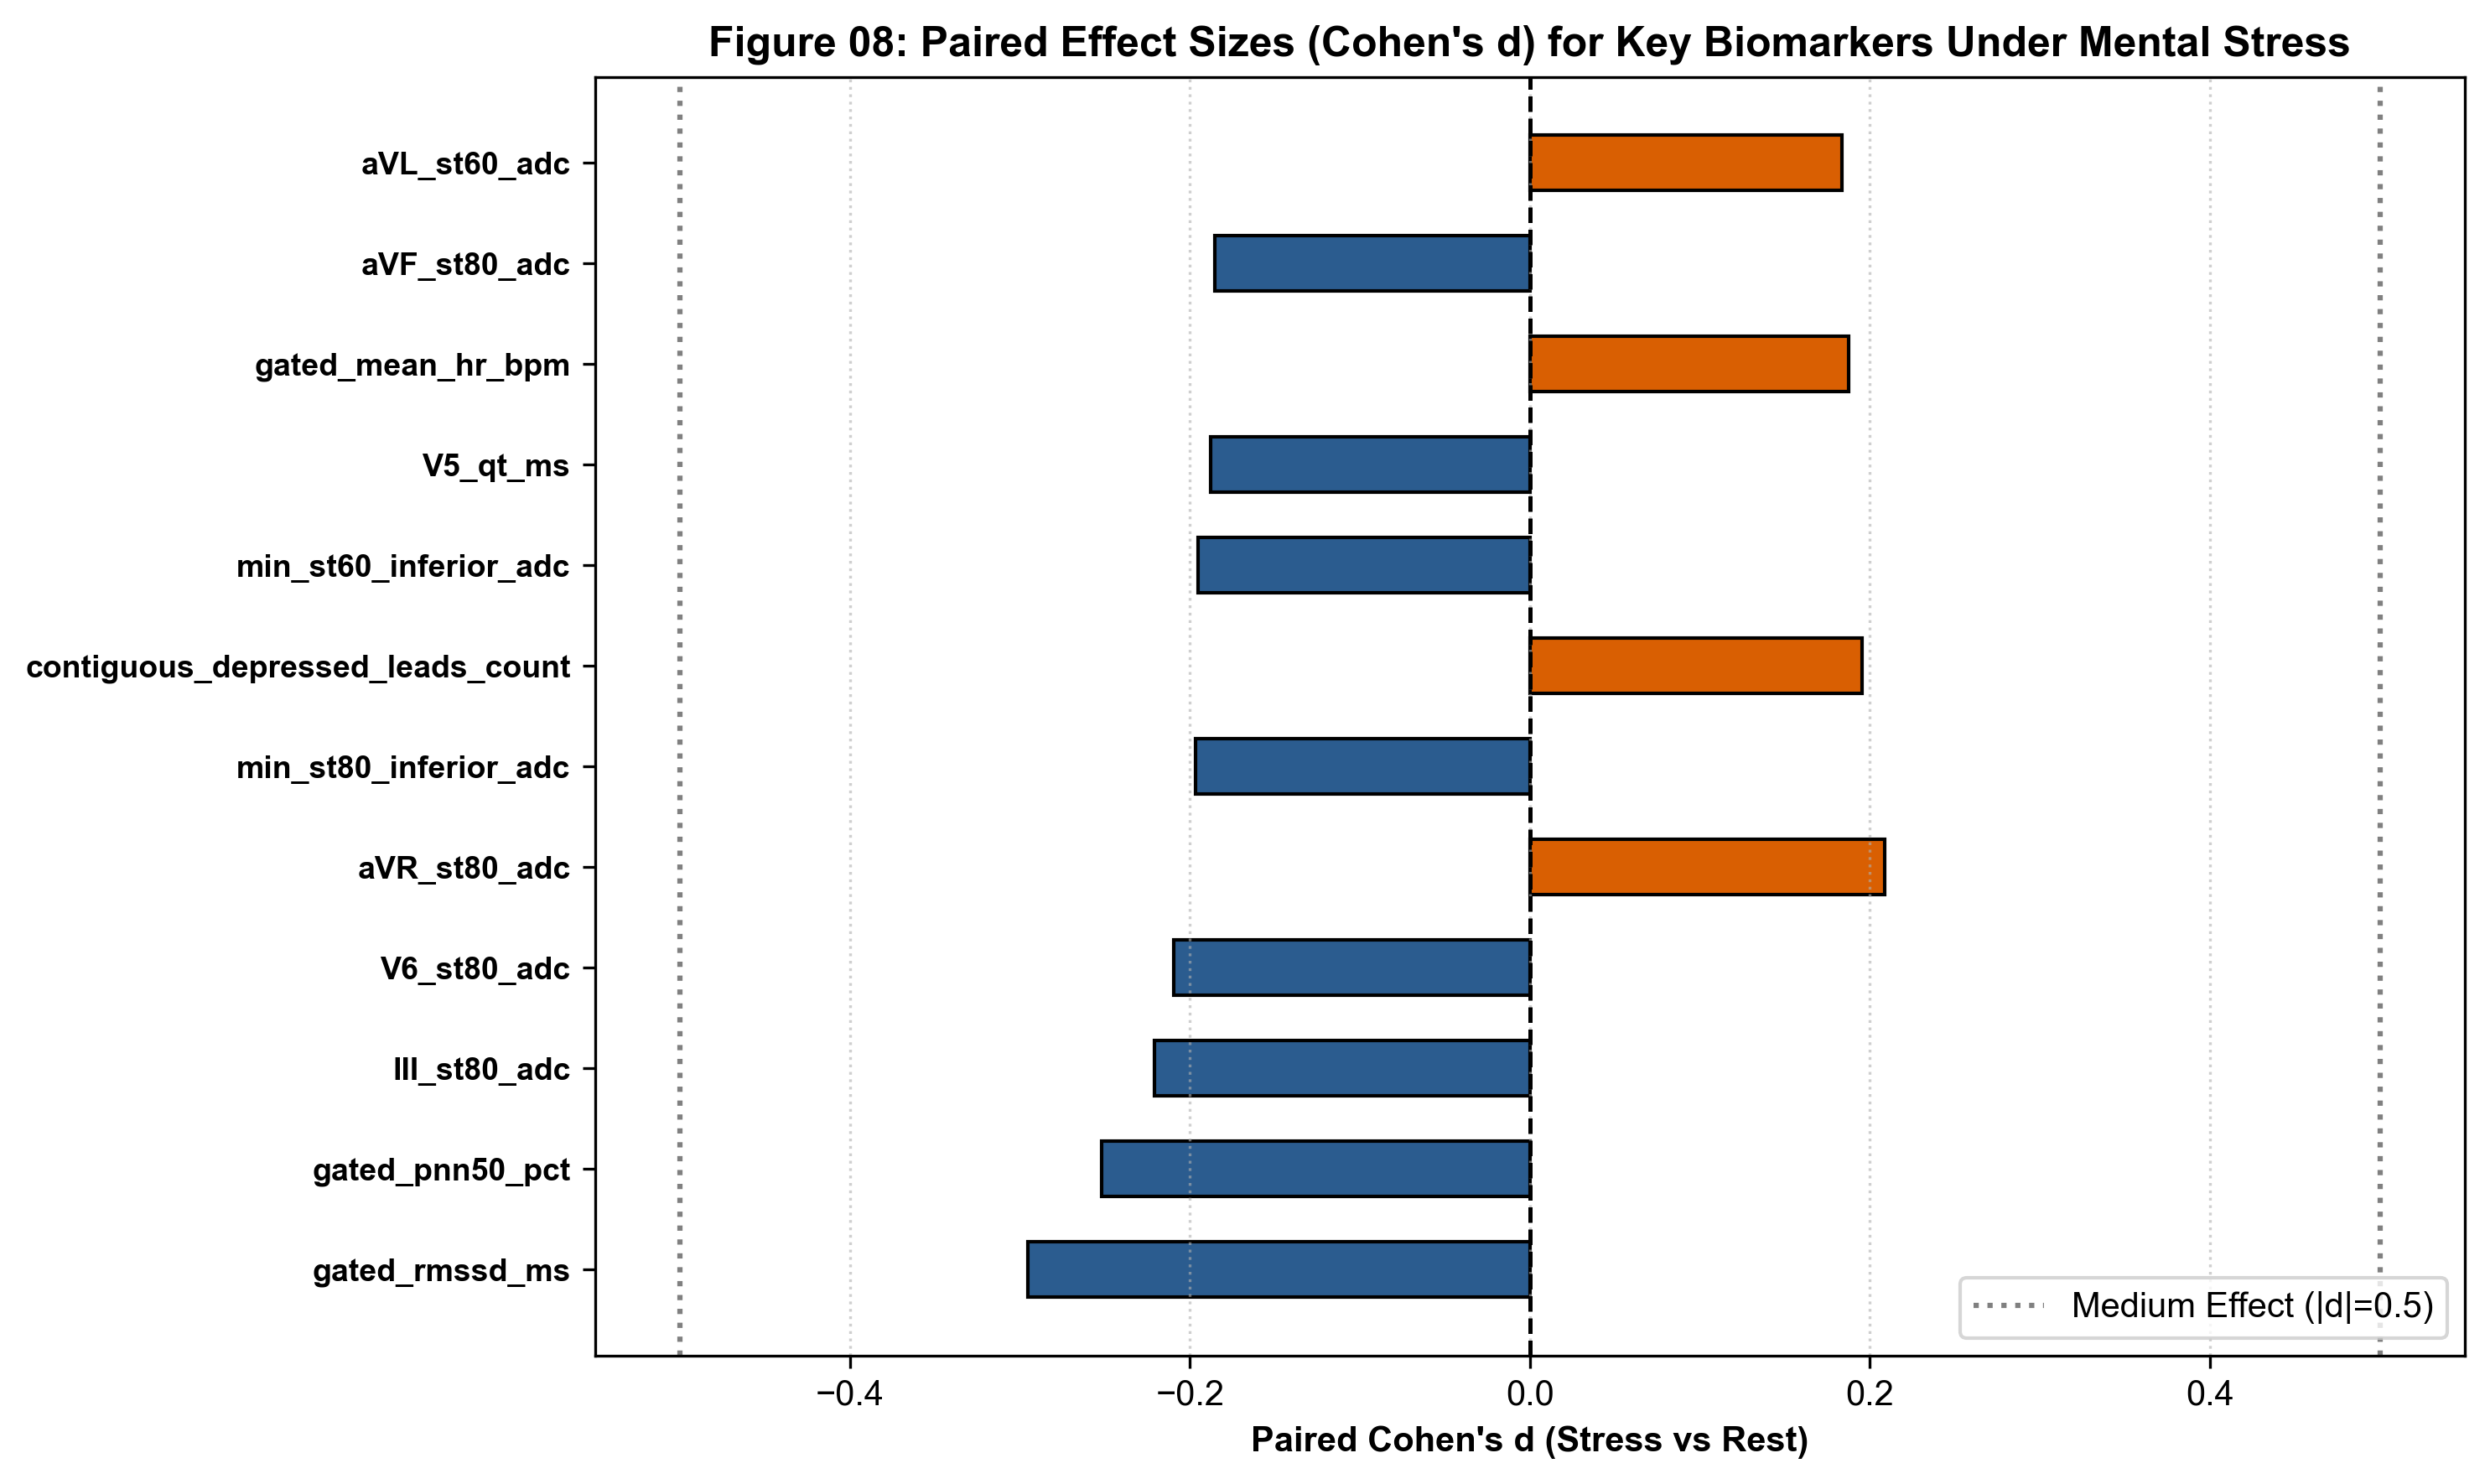 Figure 08: Paired Effect Sizes (Cohen's d) for Key Biomarkers Under Mental Stress
aVL_st60_adc
aVF_st80_adc
gated_mean_hr_bpm
V5_qt_ms
min_st60_inferior_adc
contiguous_depressed_leads_count
min_st80_inferior_adc
aVR_st80_adc
V6_st80_adc
III_st80_adc
gated_pnn50_pct
gated_rmssd_ms
Medium Effect (|d|=0.5)
−0.4 −0.2 0.0 0.2 0.4
Paired Cohen's d (Stress vs Rest)